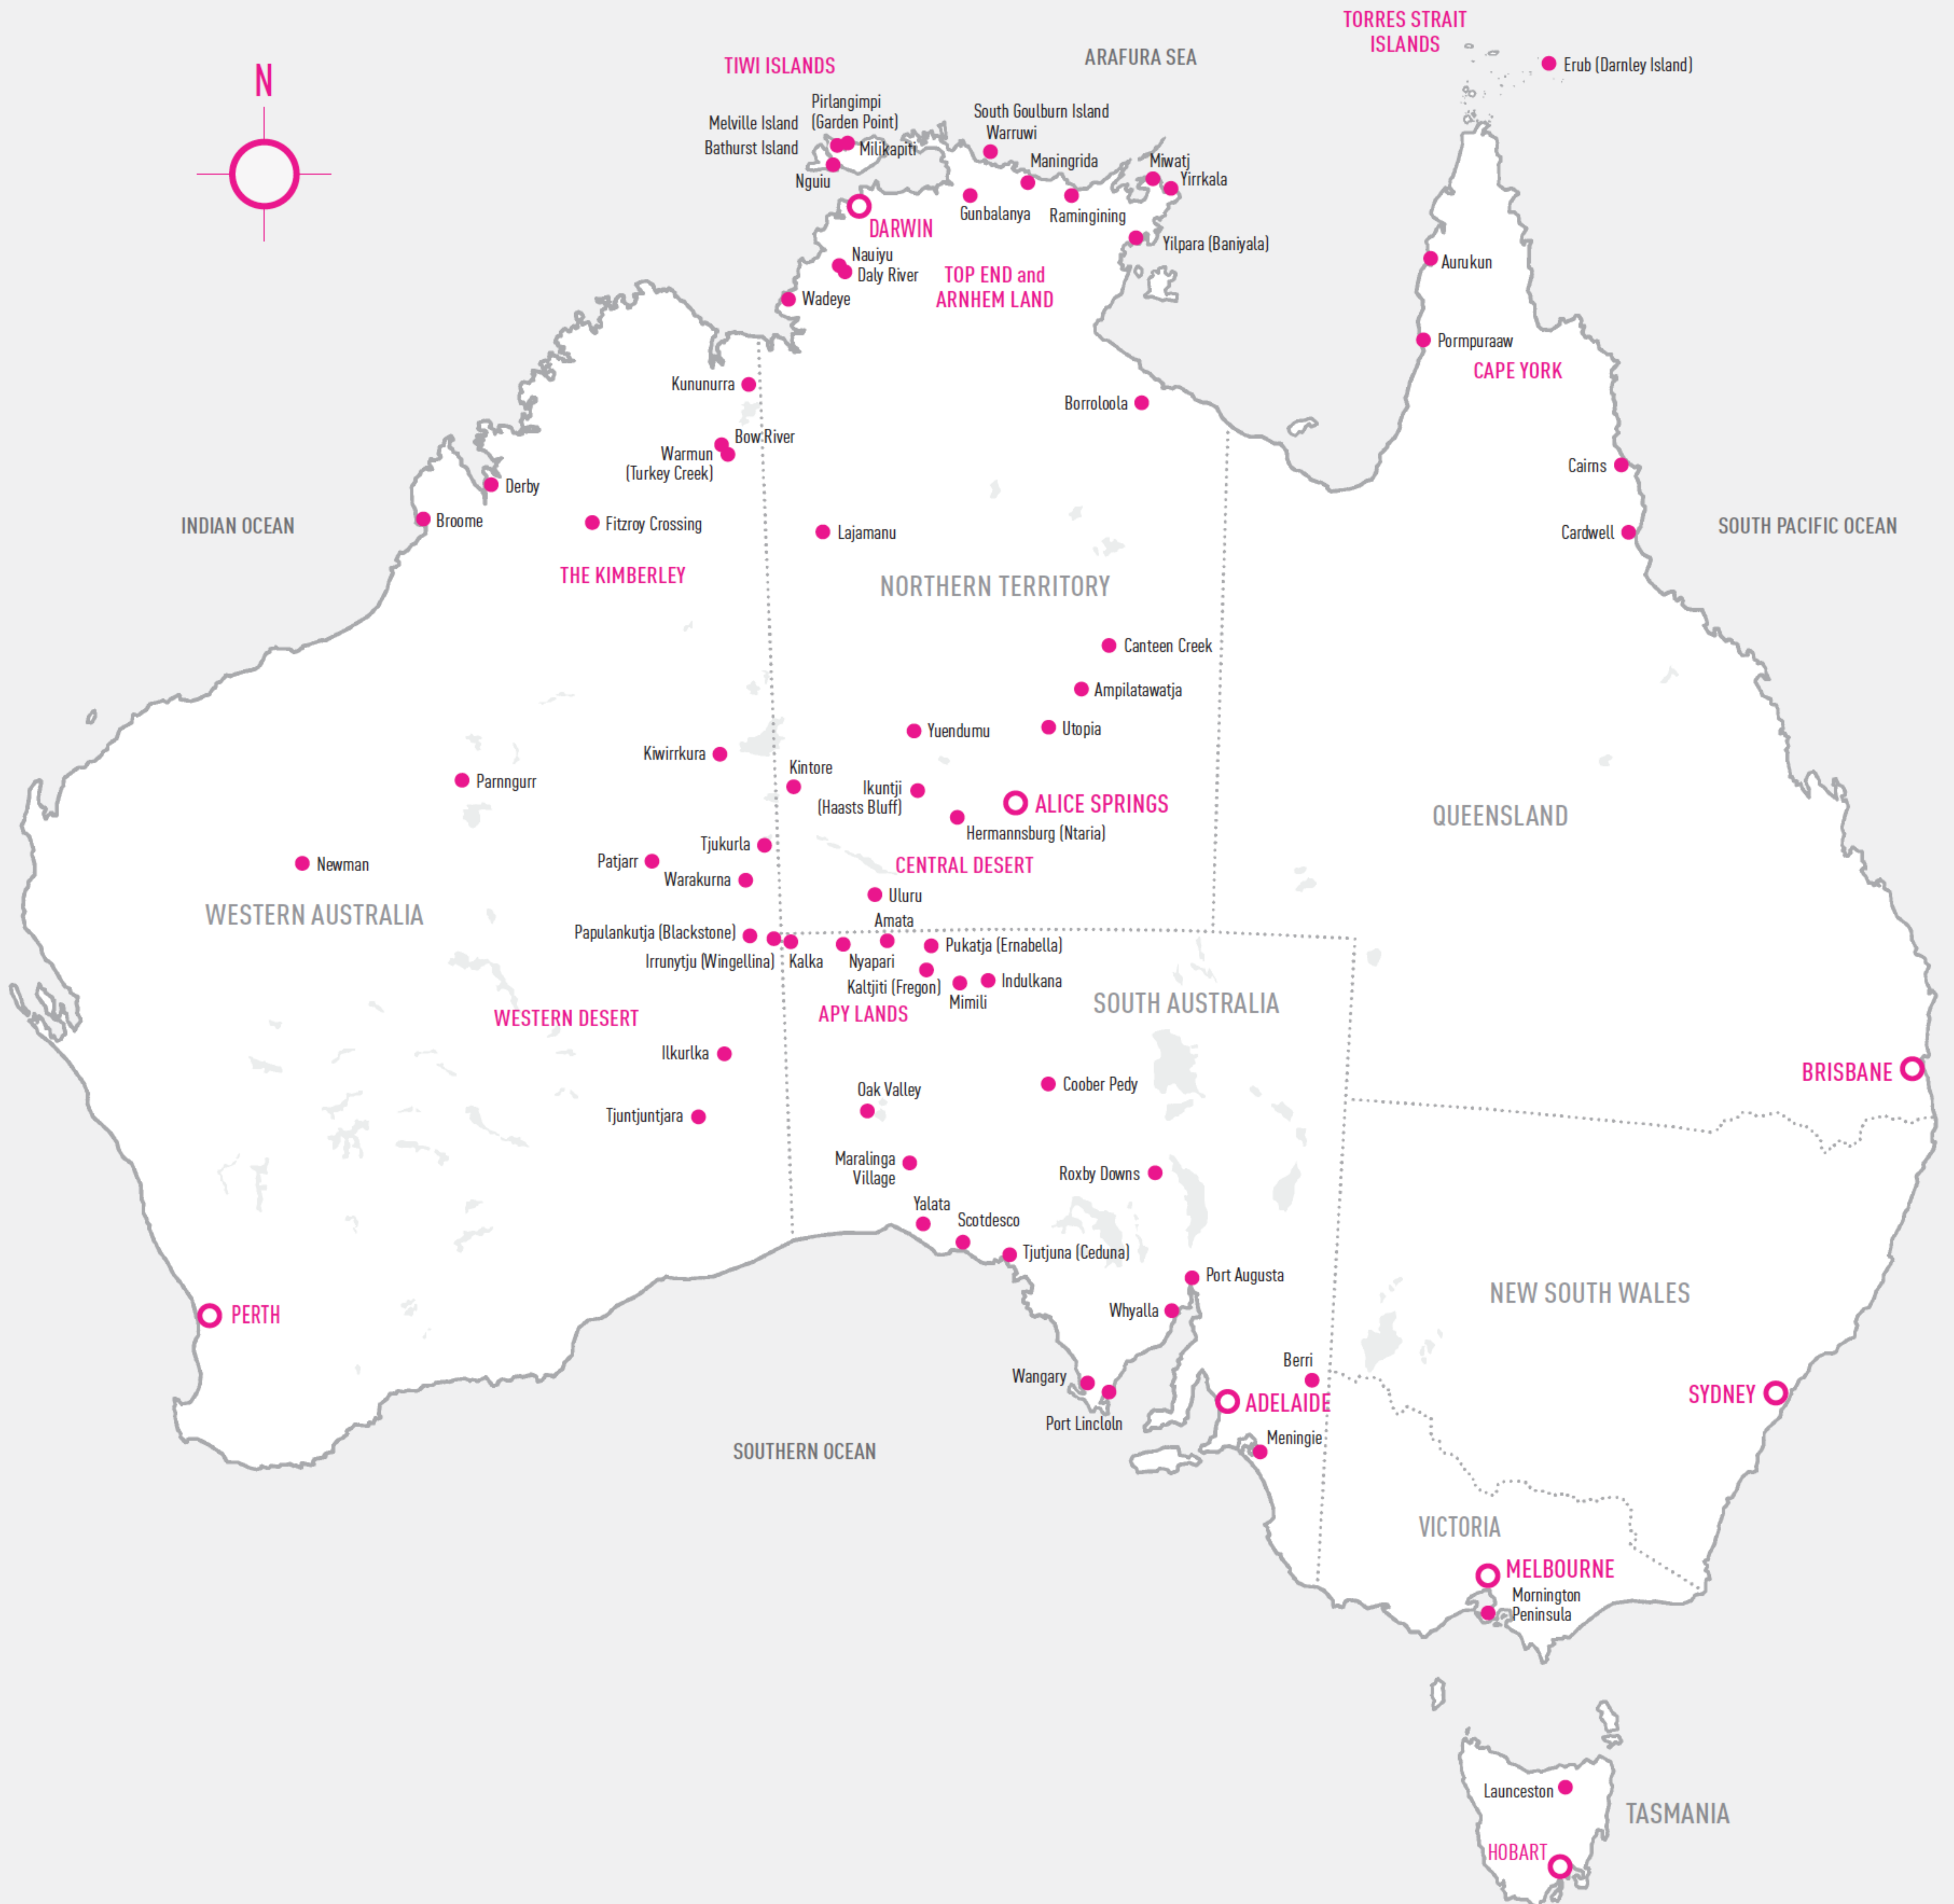 TORRES STRAIT
ISLANDS
ARAFURA SEA
TIWI ISLANDS
Erub (Darnley Island)
N
Pirlangimpi
(Garden Point)
South Goulburn Island
Warruwi
Melville Island
Bathurst Island
Milikapiti
Maningrida
Miwatj
Yirrkala
Nguiu
Gunbalanya
Ramingining
DARWIN
Yilpara (Baniyala)
Nauiyu
Daly River
Aurukun
TOP END and
ARNHEM LAND
Wadeye
Pormpuraaw
CAPE YORK
Kununurra
Borroloola
Bow River
Warmun
(Turkey Creek)
Cairns
Derby
Broome
Fitzroy Crossing
INDIAN OCEAN
SOUTH PACIFIC OCEAN
Lajamanu
Cardwell
THE KIMBERLEY
NORTHERN TERRITORY
Canteen Creek
Ampilatawatja
Yuendumu
Utopia
Kiwirrkura
Kintore
Parnngurr
Ikuntji
(Haasts Bluff)
ALICE SPRINGS
QUEENSLAND
Hermannsburg (Ntaria)
Tjukurla
Patjarr
Newman
CENTRAL DESERT
Warakurna
Uluru
WESTERN AUSTRALIA
Amata
Papulankutja (Blackstone)
Pukatja (Ernabella)
Irrunytju (Wingellina)
Kalka
Nyapari
Indulkana
Kaltjiti (Fregon)
Mimili
SOUTH AUSTRALIA
WESTERN DESERT
APY LANDS
Ilkurlka
BRISBANE
Oak Valley
Coober Pedy
Tjuntjuntjara
Maralinga
Village
Roxby Downs
Yalata
Scotdesco
Tjutjuna (Ceduna)
Port Augusta
NEW SOUTH WALES
Whyalla
PERTH
Berri
Wangary
SYDNEY
ADELAIDE
Port Lincloln
Meningie
SOUTHERN OCEAN
VICTORIA
MELBOURNE
Mornington
Peninsula
Launceston
TASMANIA
HOBART